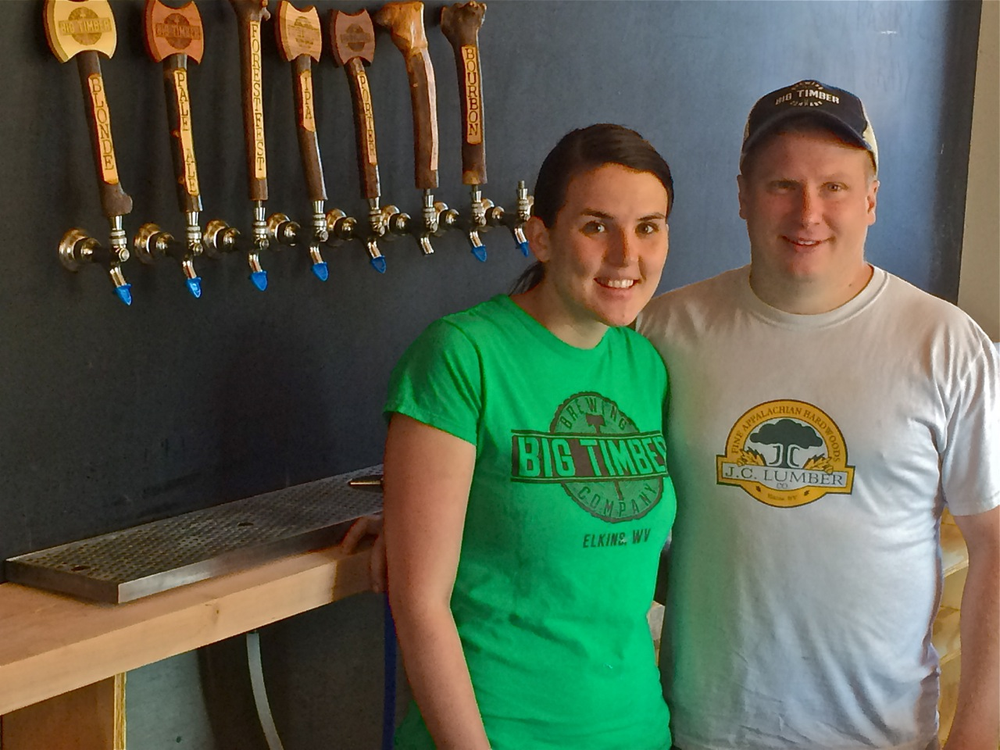 BIG TIMBER
BIG TIMBER
BLONDE
PALE ALE
FORESTFEST
IPA
PORTER
BOURBON
BIG TIMBER
BREWING
BIG TIMBER
COMPANY
ELKINS, WV
FINE APPALACHIAN HARDWOODS
JC
J.C. LUMBER
CO.